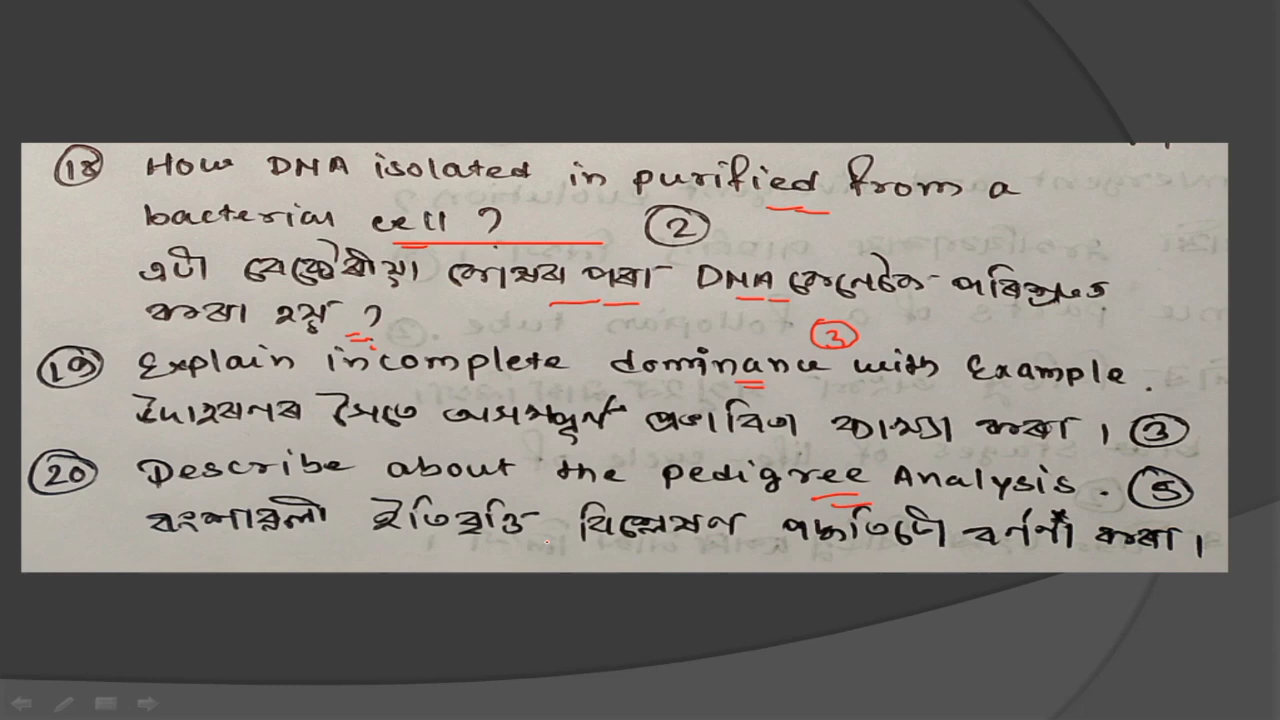 18 How DNA isolated in purified from a
bacterial cell ? 2
এটা বেক্টেৰীয়া কোষৰ পৰা DNA কেনেকৈ পৰিশ্ৰুত
কৰা হয় ?
3
19 Explain incomplete dominance with Example.
উদাহৰণৰ সৈতে অসম্পূৰ্ণ প্ৰভাবিতা ব্যাখ্যা কৰা । 3
20 Describe about the pedigree Analysis. 5
বংশাৱলী ইতিবৃত্তি বিশ্লেষণ পদ্ধতিটো বৰ্ণনা কৰা ।